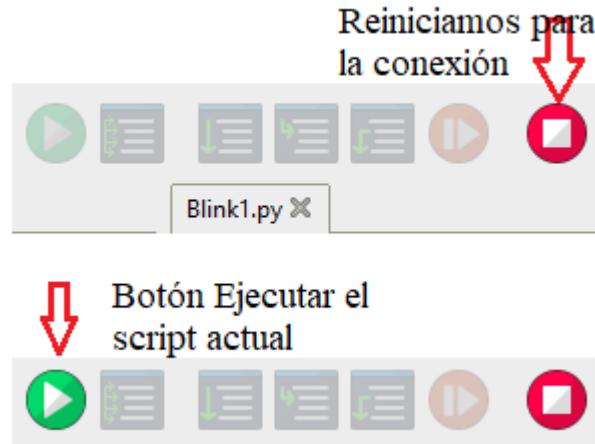 Reiniciamos para
la conexión
Blink1.py
Botón Ejecutar el
script actual